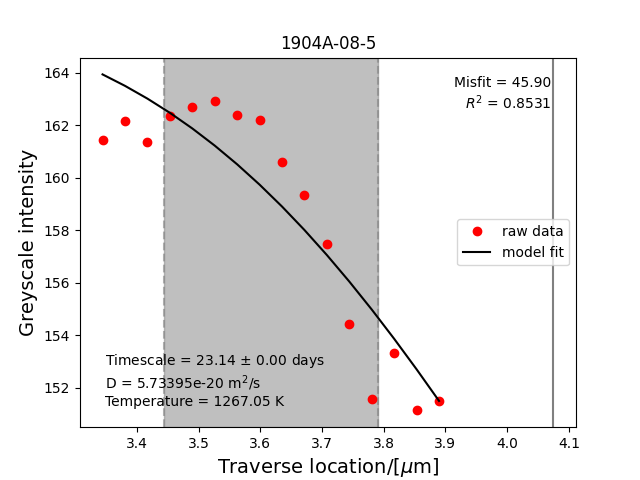 1904A-08-5
Misfit = 45.90
R² = 0.8531
raw data
model fit
Timescale = 23.14 ± 0.00 days
D = 5.73395e-20 m²/s
Temperature = 1267.05 K
Greyscale intensity
164
162
160
158
156
154
152
3.4 3.5 3.6 3.7 3.8 3.9 4.0 4.1
Traverse location/[μm]